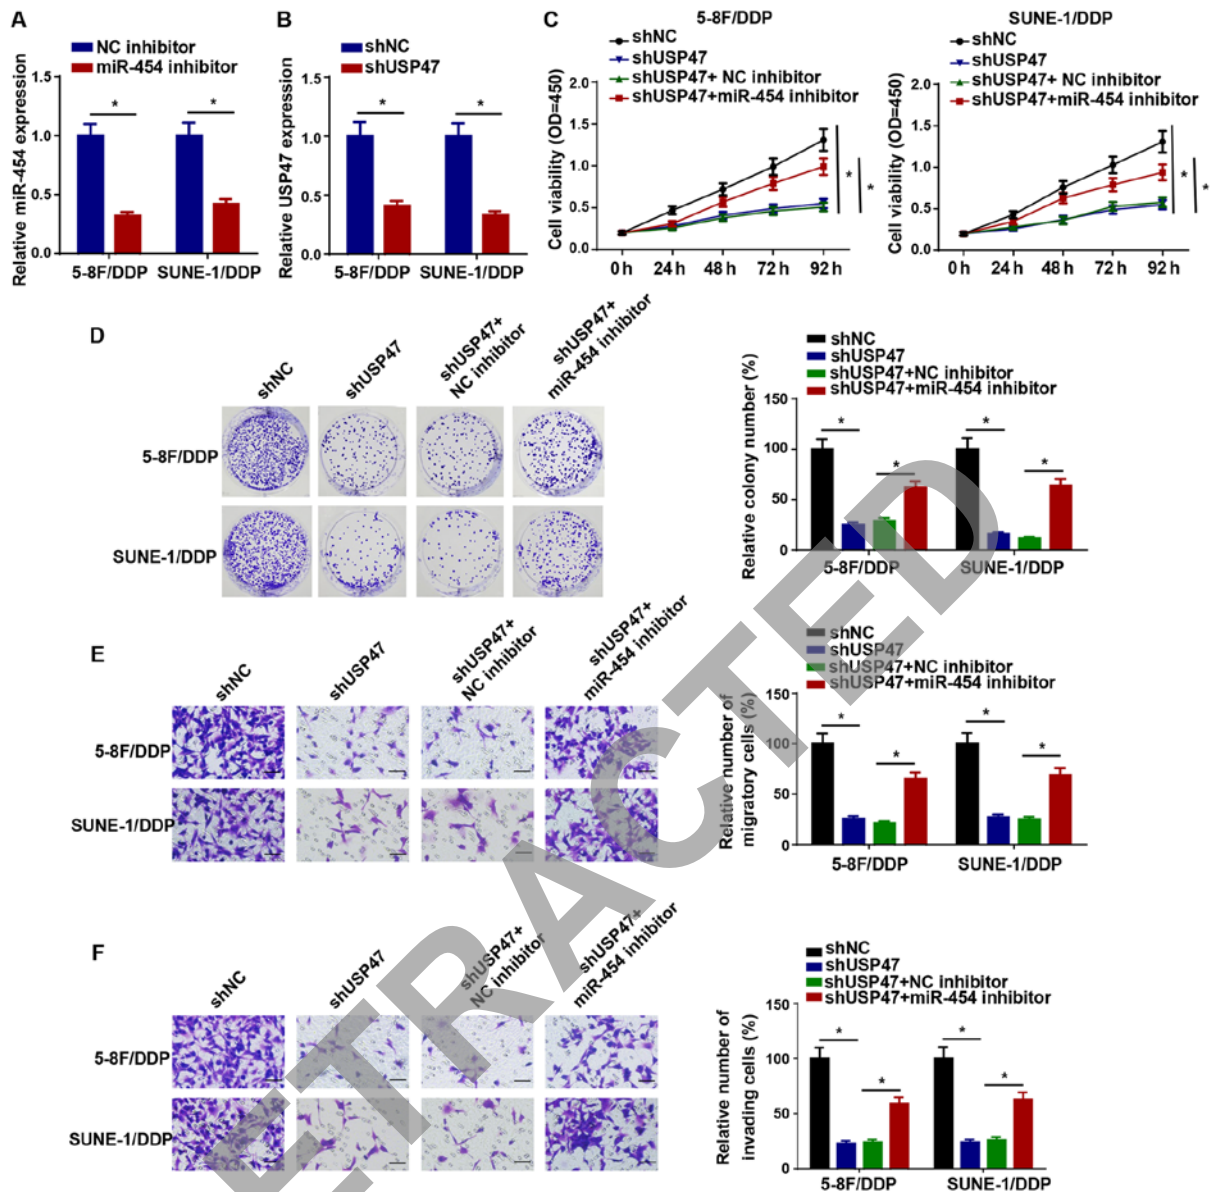 A
NC inhibitor
miR-454 inhibitor
Relative miR-454 expression
1.5
1.0
0.5
0.0
*
*
5-8F/DDP
SUNE-1/DDP
B
shNC
shUSP47
Relative USP47 expression
1.5
1.0
0.5
0.0
*
*
5-8F/DDP
SUNE-1/DDP
C
5-8F/DDP
shNC
shUSP47
shUSP47+ NC inhibitor
shUSP47+miR-454 inhibitor
Cell viability (OD=450)
2.0
1.5
1.0
0.5
0.0
*
*
0 h
24 h
48 h
72 h
92 h
SUNE-1/DDP
shNC
shUSP47
shUSP47+ NC inhibitor
shUSP47+miR-454 inhibitor
Cell viability (OD=450)
2.0
1.5
1.0
0.5
0.0
*
*
0 h
24 h
48 h
72 h
92 h
D
shNC
shUSP47
shUSP47+
NC inhibitor
shUSP47+
miR-454 inhibitor
5-8F/DDP
SUNE-1/DDP
shNC
shUSP47
shUSP47+NC inhibitor
shUSP47+miR-454 inhibitor
Relative colony number (%)
150
100
50
0
*
*
*
*
5-8F/DDP
SUNE-1/DDP
E
shNC
shUSP47
shUSP47+
NC inhibitor
shUSP47+
miR-454 inhibitor
5-8F/DDP
SUNE-1/DDP
shNC
shUSP47
shUSP47+NC inhibitor
shUSP47+miR-454 inhibitor
Relative number of
migratory cells (%)
150
100
50
0
*
*
*
*
5-8F/DDP
SUNE-1/DDP
F
shNC
shUSP47
shUSP47+
NC inhibitor
shUSP47+
miR-454 inhibitor
5-8F/DDP
SUNE-1/DDP
shNC
shUSP47
shUSP47+NC inhibitor
shUSP47+miR-454 inhibitor
Relative number of
invading cells (%)
150
100
50
0
*
*
*
*
5-8F/DDP
SUNE-1/DDP
ETRACTED